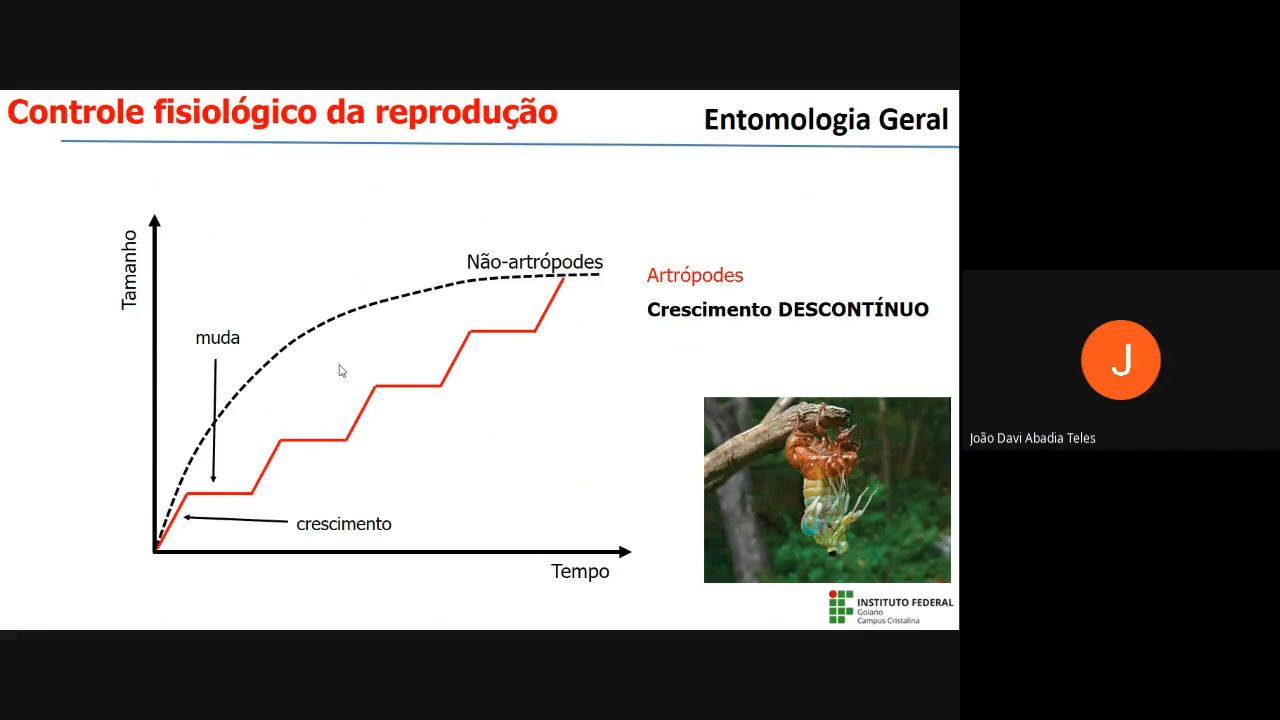 Controle fisiológico da reprodução
Entomologia Geral
Tamanho
Não-artrópodes
muda
crescimento
Tempo
Artrópodes
Crescimento DESCONTÍNUO
INSTITUTO FEDERAL
Goiano
Campus Cristalina
J
João Davi Abadia Teles